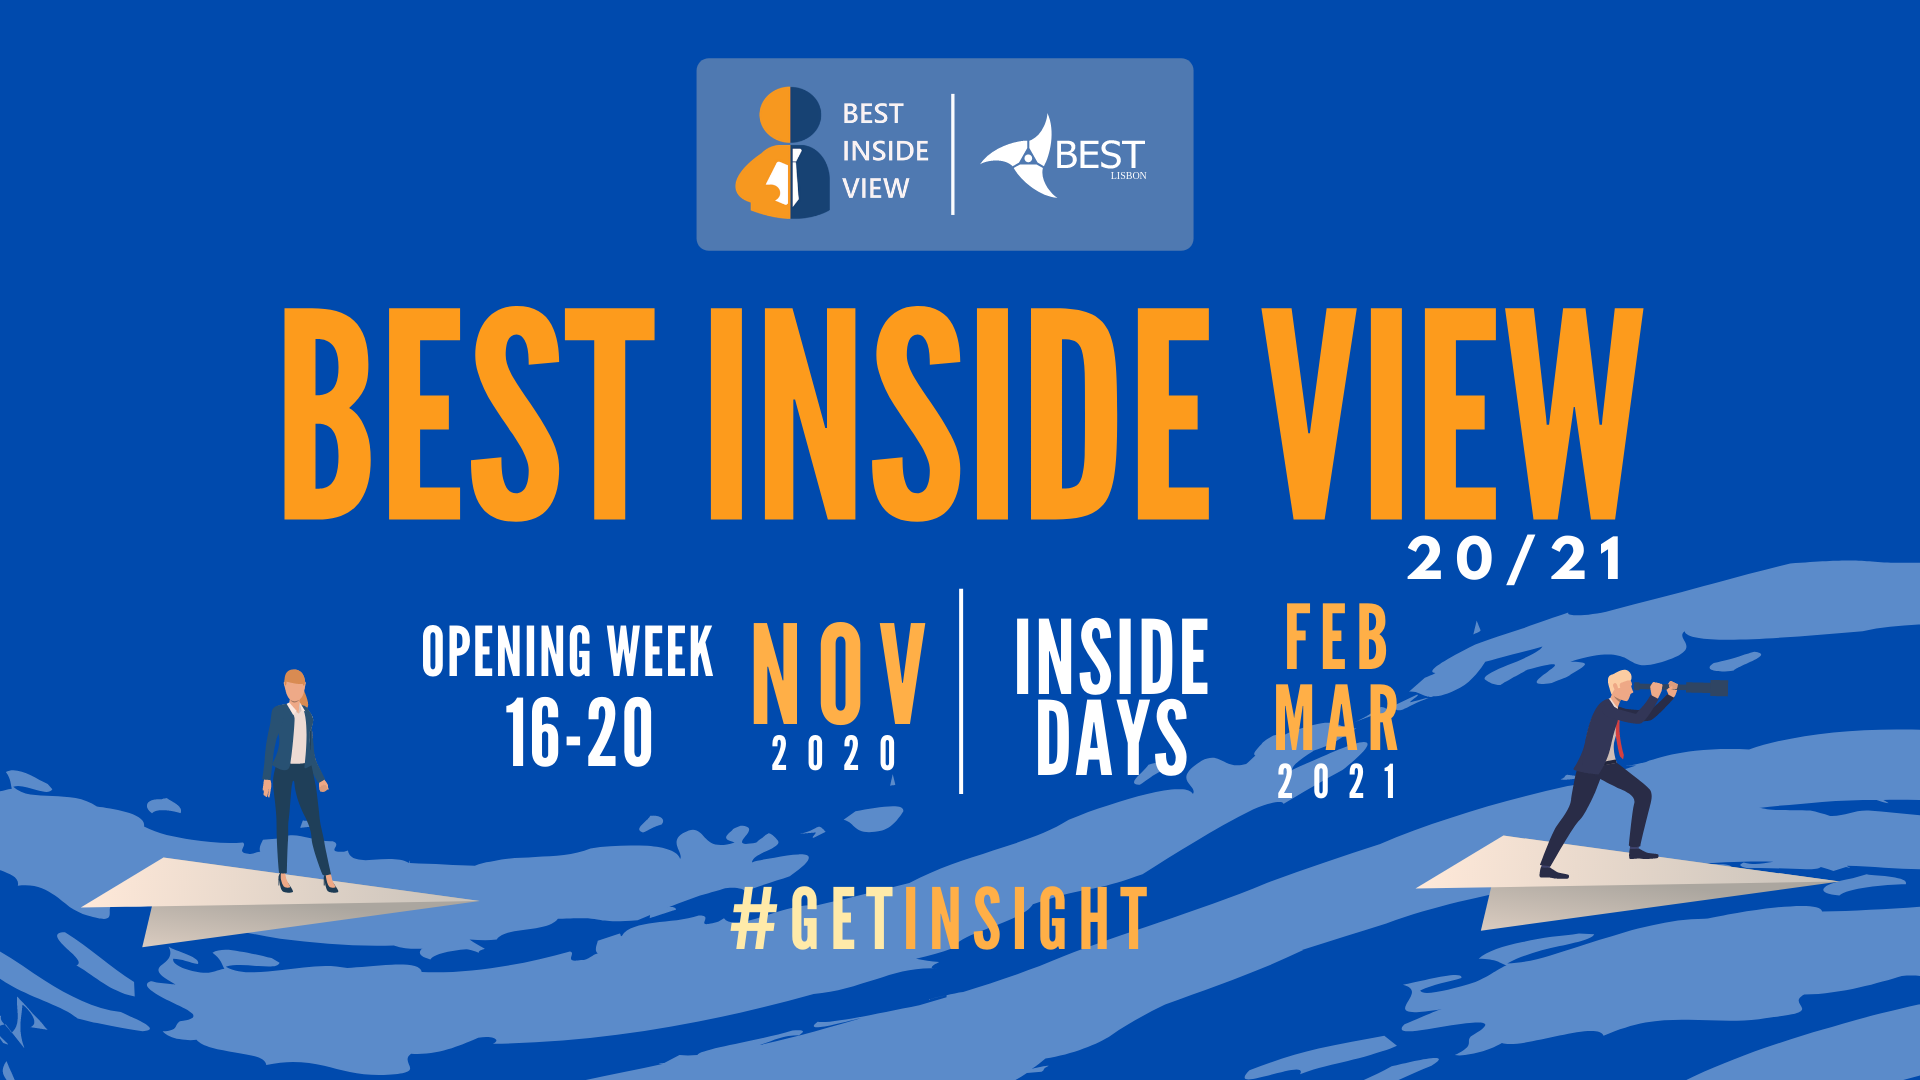 BEST
INSIDE
VIEW
BEST
LISBON
BEST INSIDE VIEW
20/21
OPENING WEEK
16-20
NOV
2020
INSIDE
DAYS
FEB
MAR
2021
#GETINSIGHT